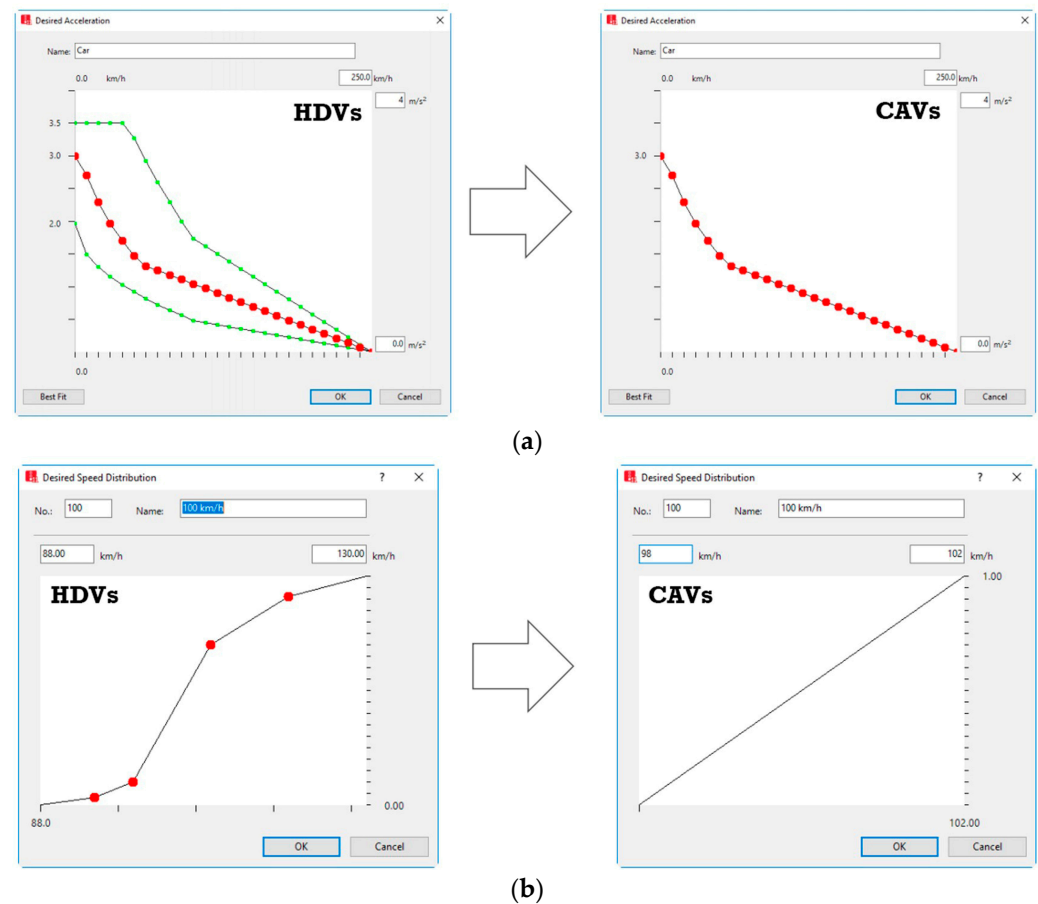 Desired Acceleration
Name: Car
0.0 km/h 250.0 km/h
HDVs
4 m/s²
3.5
3.0
2.0
0.0 m/s²
0.0
Best Fit OK Cancel
Desired Acceleration
Name: Car
0.0 km/h 250.0 km/h
CAVs
4 m/s²
3.0
0.0 m/s²
0.0
Best Fit OK Cancel
(a)
Desired Speed Distribution ?
No.: 100 Name: 100 km/h
88.00 km/h 130.00 km/h
HDVs
0.00
88.0
OK Cancel
Desired Speed Distribution ?
No.: 100 Name: 100 km/h
98 km/h 102 km/h
CAVs
1.00
102.00
OK Cancel
(b)